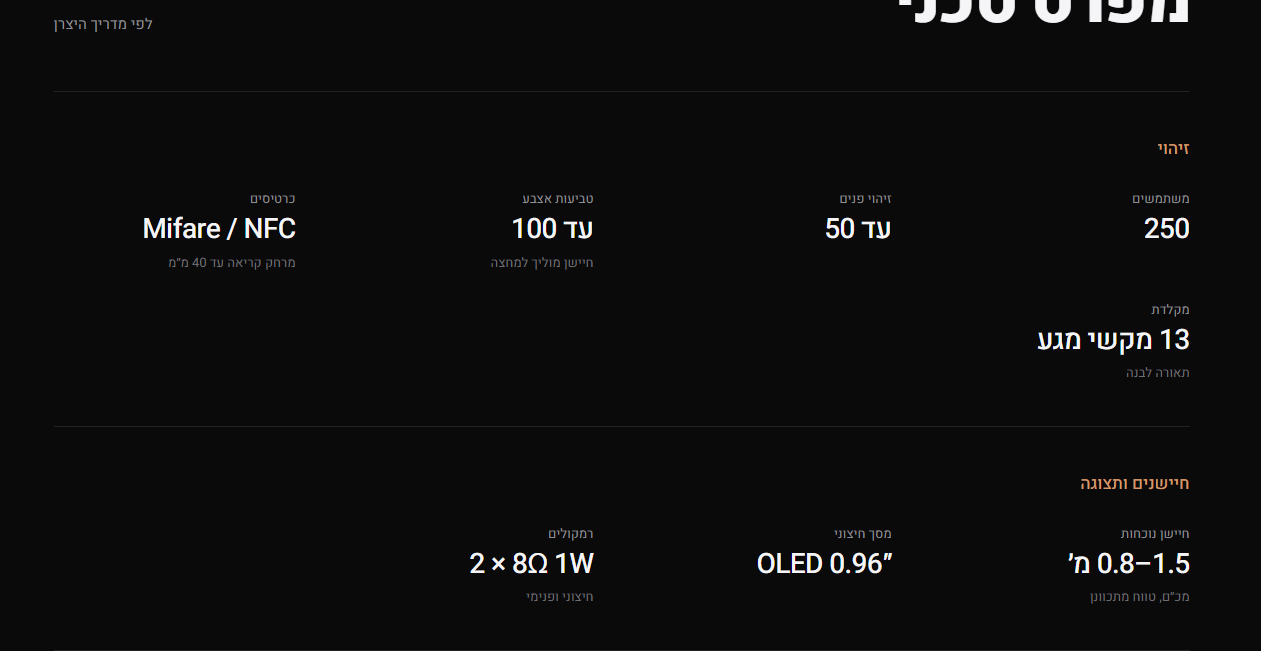 מפרט טכני
לפי מדריך היצרן
זיהוי
משתמשים
250
זיהוי פנים
עד 50
טביעות אצבע
עד 100
חיישן מוליך למחצה
כרטיסים
Mifare / NFC
מרחק קריאה עד 40 מ״מ
מקלדת
13 מקשי מגע
תאורה לבנה
חיישנים ותצוגה
חיישן נוכחות
0.8–1.5 מ׳
מכ״ם, טווח מתכוונן
מסך חיצוני
OLED 0.96″
רמקולים
2 × 8Ω 1W
חיצוני ופנימי